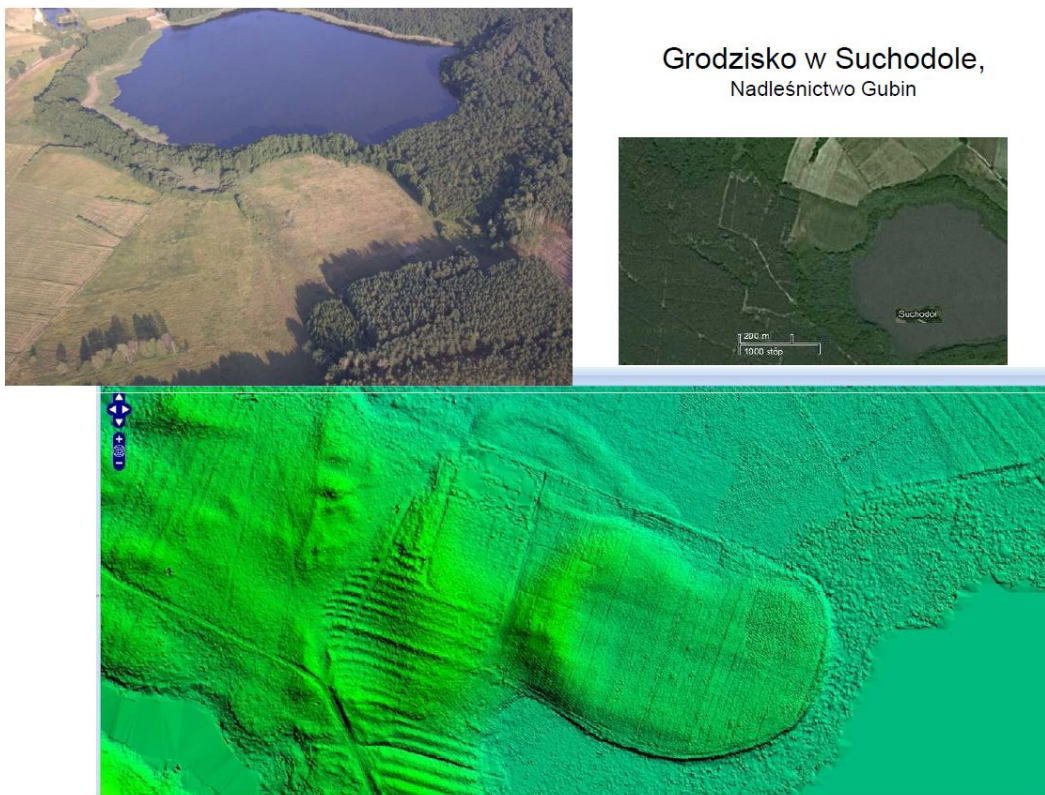 Grodzisko w Suchodole,
Nadleśnictwo Gubin
Suchodół
200 m
1000 stóp